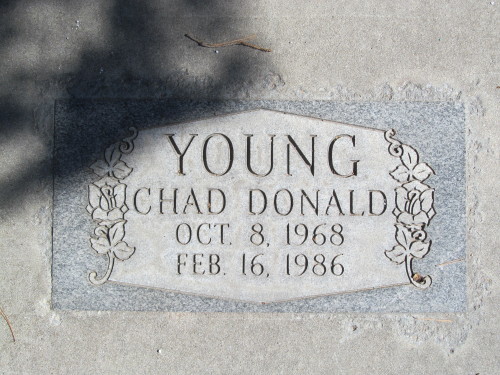 YOUNG
CHAD DONALD
OCT. 8, 1968
FEB. 16, 1986